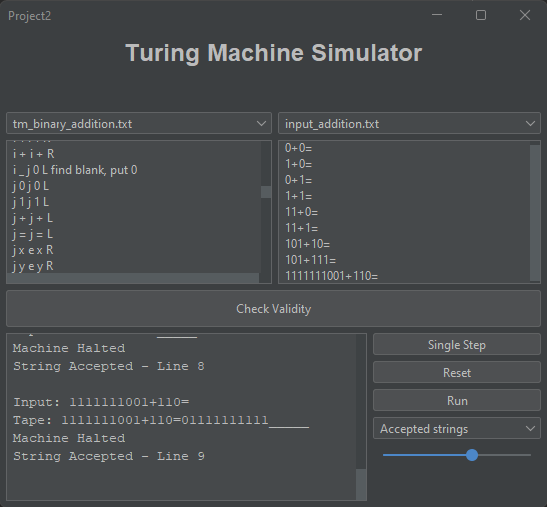 Project2
Turing Machine Simulator
tm_binary_addition.txt
input_addition.txt
i + i + R
i _ j 0 L find blank, put 0
j 0 j 0 L
j 1 j 1 L
j + j + L
j = j = L
j x e x R
j y e y R
0+0=
1+0=
0+1=
1+1=
11+0=
11+1=
101+10=
101+111=
1111111001+110=
Check Validity
Machine Halted
String Accepted - Line 8
Input: 1111111001+110=
Tape: 1111111001+110=01111111111_____
Machine Halted
String Accepted - Line 9
Single Step
Reset
Run
Accepted strings